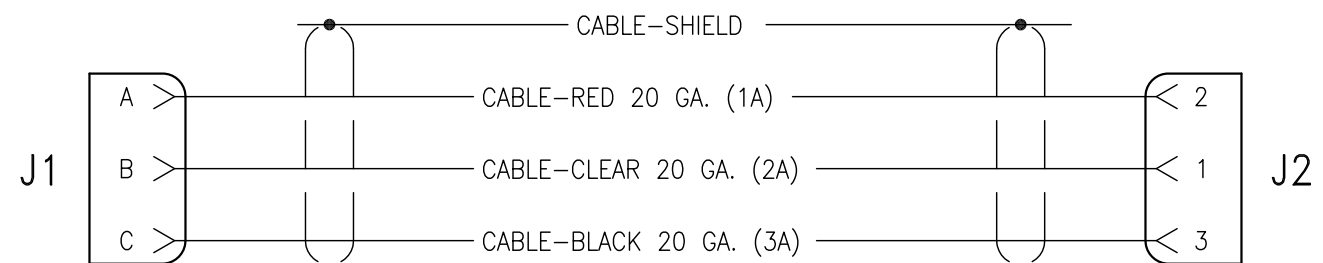 CABLE-SHIELD
A CABLE-RED 20 GA. (1A) 2
J1 B CABLE-CLEAR 20 GA. (2A) 1 J2
C CABLE-BLACK 20 GA. (3A) 3